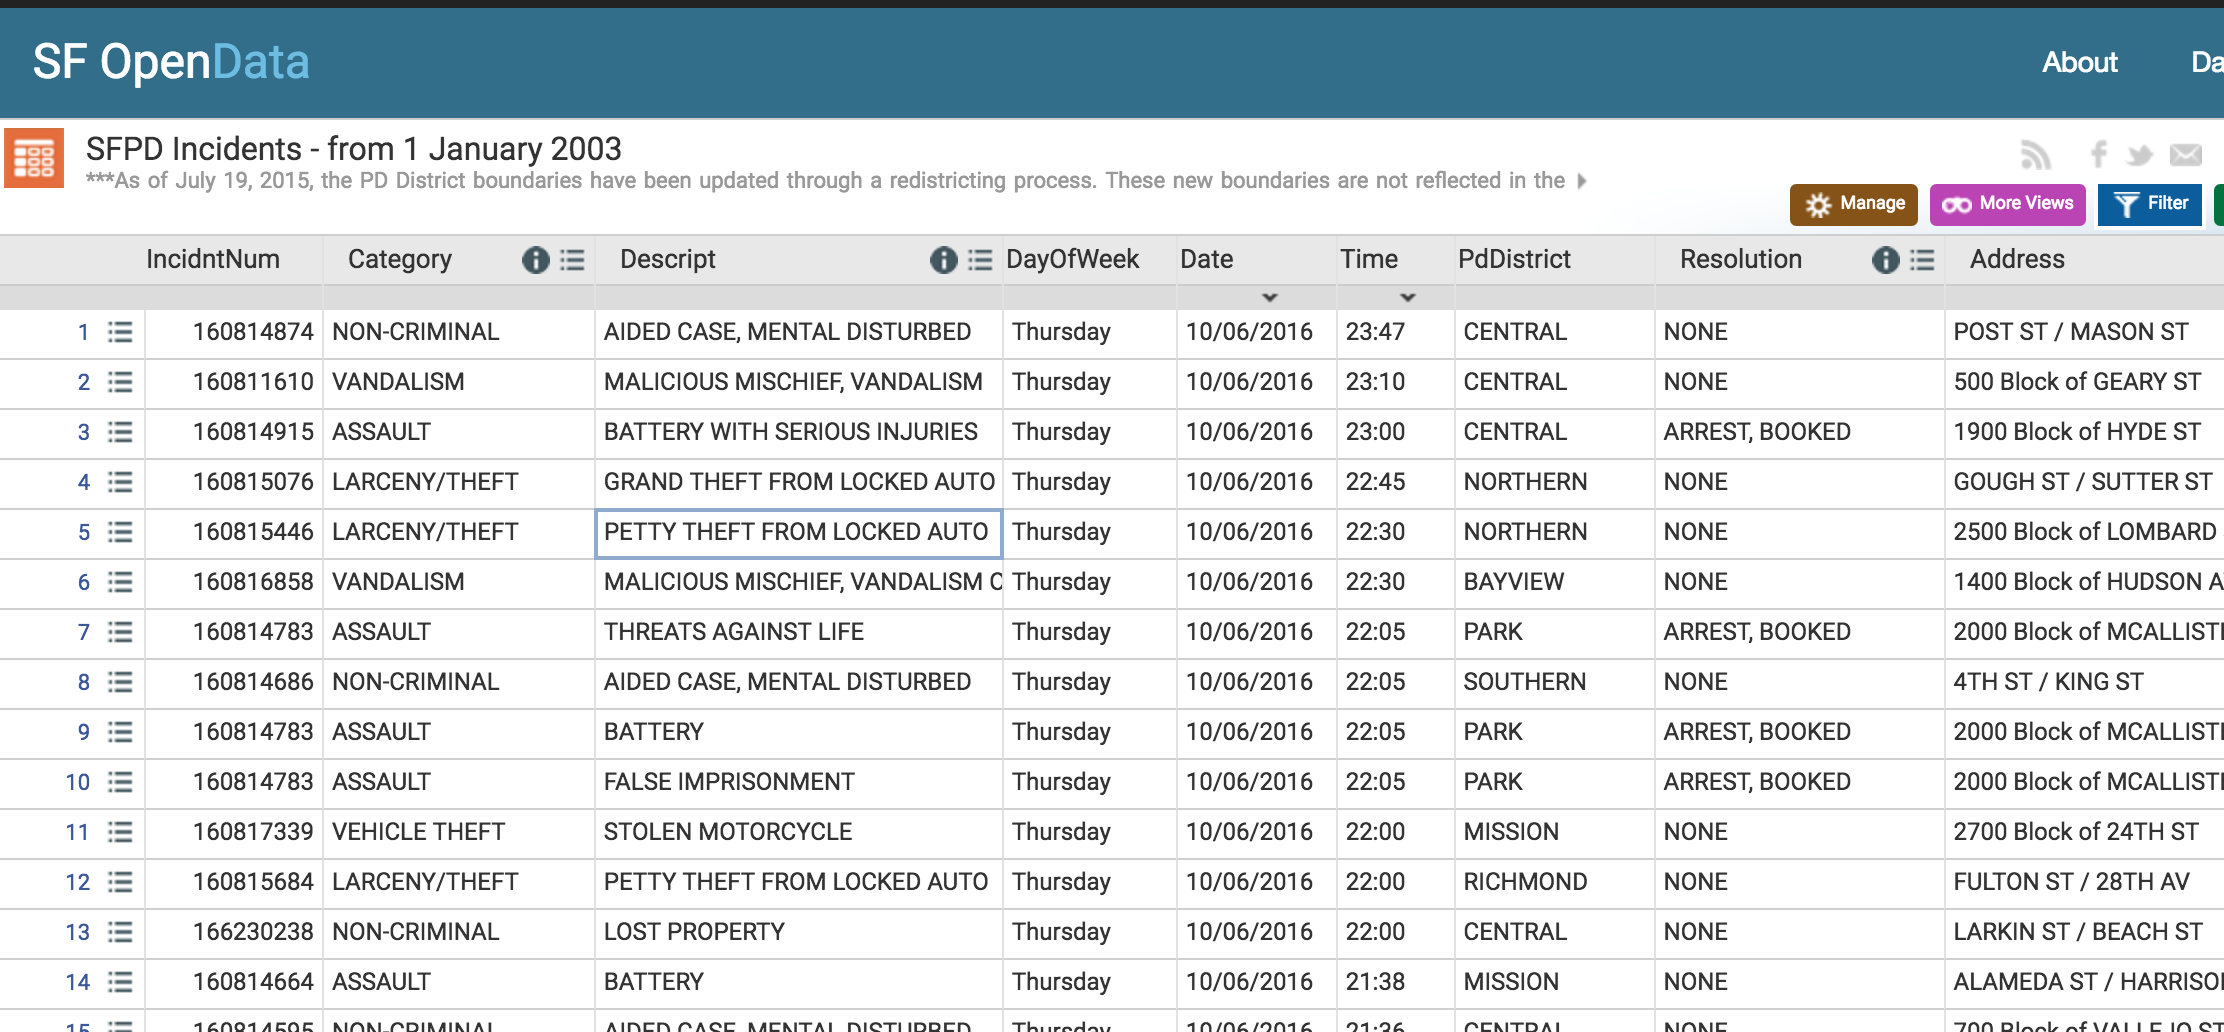 SF OpenData
About Da
SFPD Incidents - from 1 January 2003
***As of July 19, 2015, the PD District boundaries have been updated through a redistricting process. These new boundaries are not reflected in the
Manage More Views Filter
IncidntNum Category Descript DayOfWeek Date Time PdDistrict Resolution Address
1 160814874 NON-CRIMINAL AIDED CASE, MENTAL DISTURBED Thursday 10/06/2016 23:47 CENTRAL NONE POST ST / MASON ST
2 160811610 VANDALISM MALICIOUS MISCHIEF, VANDALISM Thursday 10/06/2016 23:10 CENTRAL NONE 500 Block of GEARY ST
3 160814915 ASSAULT BATTERY WITH SERIOUS INJURIES Thursday 10/06/2016 23:00 CENTRAL ARREST, BOOKED 1900 Block of HYDE ST
4 160815076 LARCENY/THEFT GRAND THEFT FROM LOCKED AUTO Thursday 10/06/2016 22:45 NORTHERN NONE GOUGH ST / SUTTER ST
5 160815446 LARCENY/THEFT PETTY THEFT FROM LOCKED AUTO Thursday 10/06/2016 22:30 NORTHERN NONE 2500 Block of LOMBARD
6 160816858 VANDALISM MALICIOUS MISCHIEF, VANDALISM O Thursday 10/06/2016 22:30 BAYVIEW NONE 1400 Block of HUDSON A
7 160814783 ASSAULT THREATS AGAINST LIFE Thursday 10/06/2016 22:05 PARK ARREST, BOOKED 2000 Block of MCALLISTE
8 160814686 NON-CRIMINAL AIDED CASE, MENTAL DISTURBED Thursday 10/06/2016 22:05 SOUTHERN NONE 4TH ST / KING ST
9 160814783 ASSAULT BATTERY Thursday 10/06/2016 22:05 PARK ARREST, BOOKED 2000 Block of MCALLISTE
10 160814783 ASSAULT FALSE IMPRISONMENT Thursday 10/06/2016 22:05 PARK ARREST, BOOKED 2000 Block of MCALLISTE
11 160817339 VEHICLE THEFT STOLEN MOTORCYCLE Thursday 10/06/2016 22:00 MISSION NONE 2700 Block of 24TH ST
12 160815684 LARCENY/THEFT PETTY THEFT FROM LOCKED AUTO Thursday 10/06/2016 22:00 RICHMOND NONE FULTON ST / 28TH AV
13 166230238 NON-CRIMINAL LOST PROPERTY Thursday 10/06/2016 22:00 CENTRAL NONE LARKIN ST / BEACH ST
14 160814664 ASSAULT BATTERY Thursday 10/06/2016 21:38 MISSION NONE ALAMEDA ST / HARRISO
15 160814595 NON-CRIMINAL AIDED CASE, MENTAL DISTURBED Thursday 10/06/2016 21:36 CENTRAL NONE 700 Block of VALLEJO ST